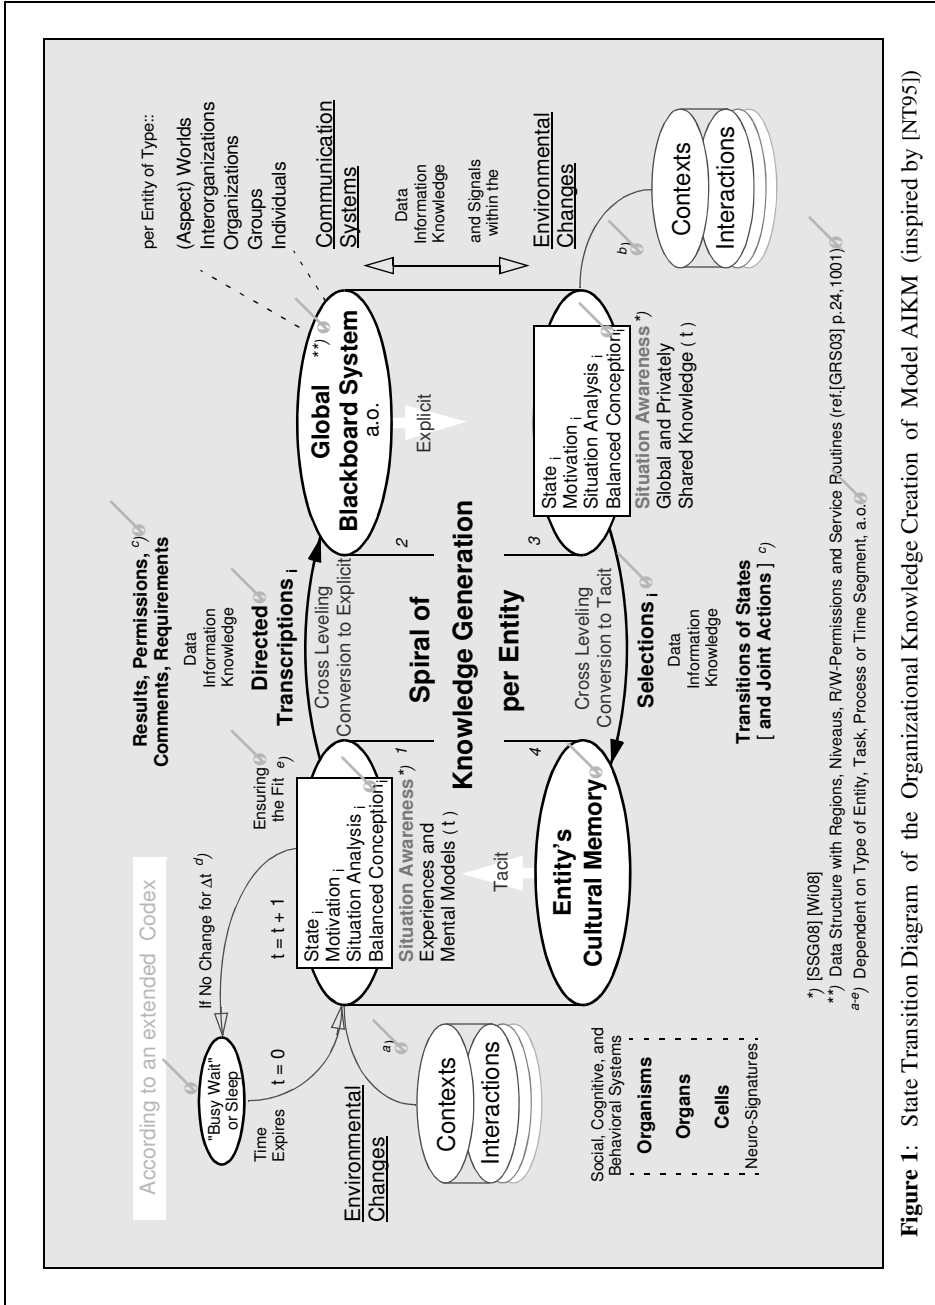 According to an extended Codex
"Busy Wait"
or Sleep
If No Change for Δt d)
Time
Expires
t = 0
t = t + 1
Ensuring
the Fit e)
Results, Permissions, c)
Comments, Requirements
Data
Information
Knowledge
Directed
Transcriptions i
Cross Leveling
Conversion to Explicit
per Entity of Type::
(Aspect) Worlds
Interorganizations
Organizations
Groups
Individuals
Environmental
Changes
a)
Contexts
Interactions
State i
Motivation i
Situation Analysis i
Balanced Conception i
Situation Awareness *)
Experiences and
Mental Models ( t )
1
**)
Global
Blackboard System
a.o.
2
Explicit
Communication
Systems
Data
Information
Knowledge
and Signals
within the
Environmental
Changes
Spiral of
Knowledge Generation
per Entity
Tacit
4
Entity's
Cultural Memory
3
State i
Motivation i
Situation Analysis i
Balanced Conception i
Situation Awareness *)
Global and Privately
Shared Knowledge ( t )
b)
Contexts
Interactions
Cross Leveling
Conversion to Tacit
Selections i
Data
Information
Knowledge
Transitions of States
[ and Joint Actions ] c)
Social, Cognitive, and
Behavioral Systems
Organisms
Organs
Cells
Neuro-Signatures.
*) [SSG08] [Wi08]
**) Data Structure with Regions, Niveaus, R/W-Permissions and Service Routines (ref.[GRS03] p.24,1001)
a-e) Dependent on Type of Entity, Task, Process or Time Segment, a.o.
Figure 1: State Transition Diagram of the Organizational Knowledge Creation of Model AIKM (inspired by [NT95])